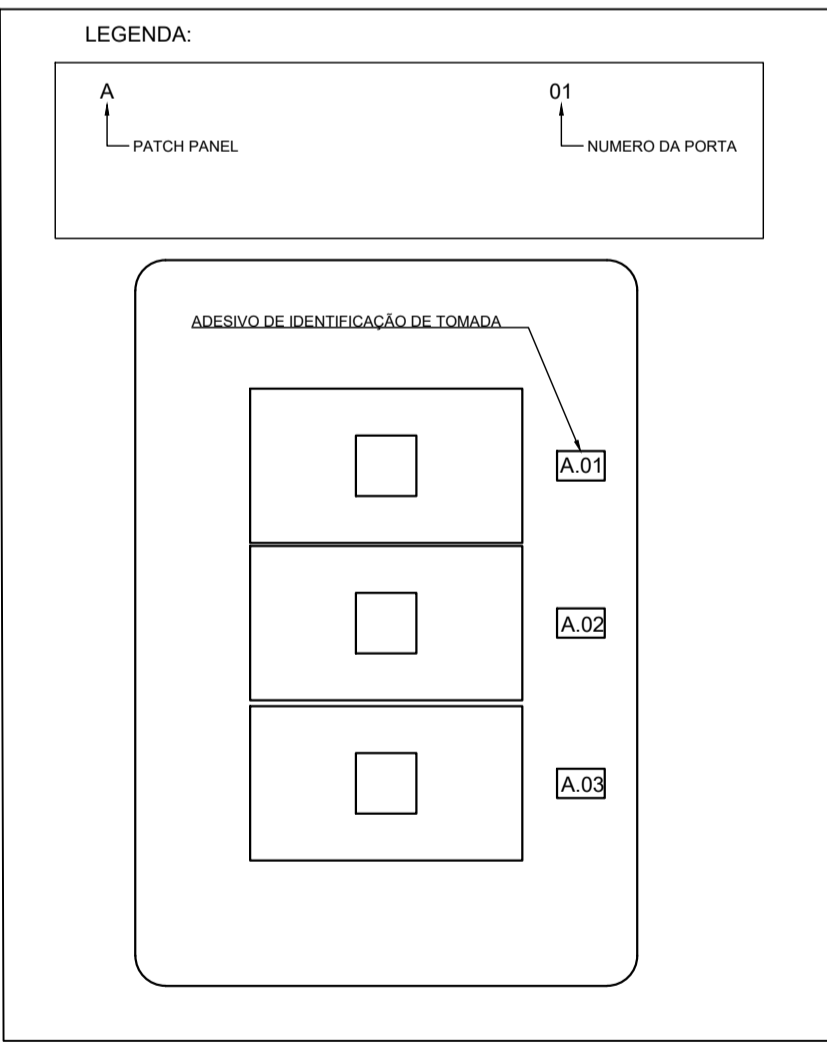 LEGENDA:
A
01
PATCH PANEL
NUMERO DA PORTA
ADESIVO DE IDENTIFICAÇÃO DE TOMADA
A.01
A.02
A.03